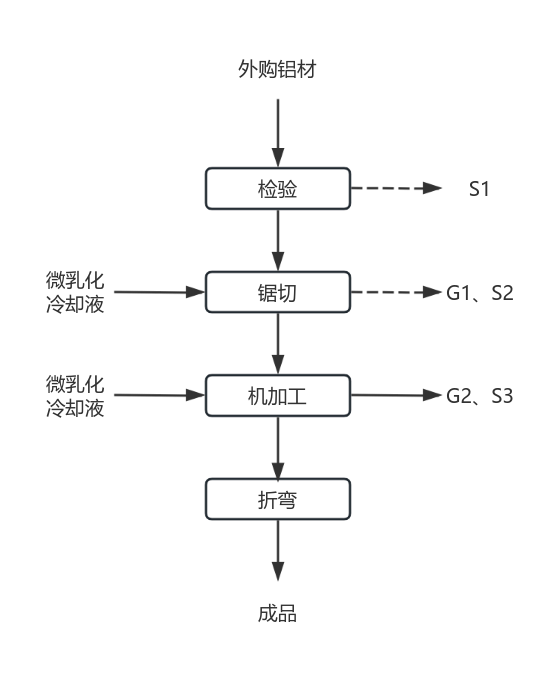 外购铝材
检验
S1
微乳化
冷却液
锯切
G1、S2
微乳化
冷却液
机加工
G2、S3
折弯
成品